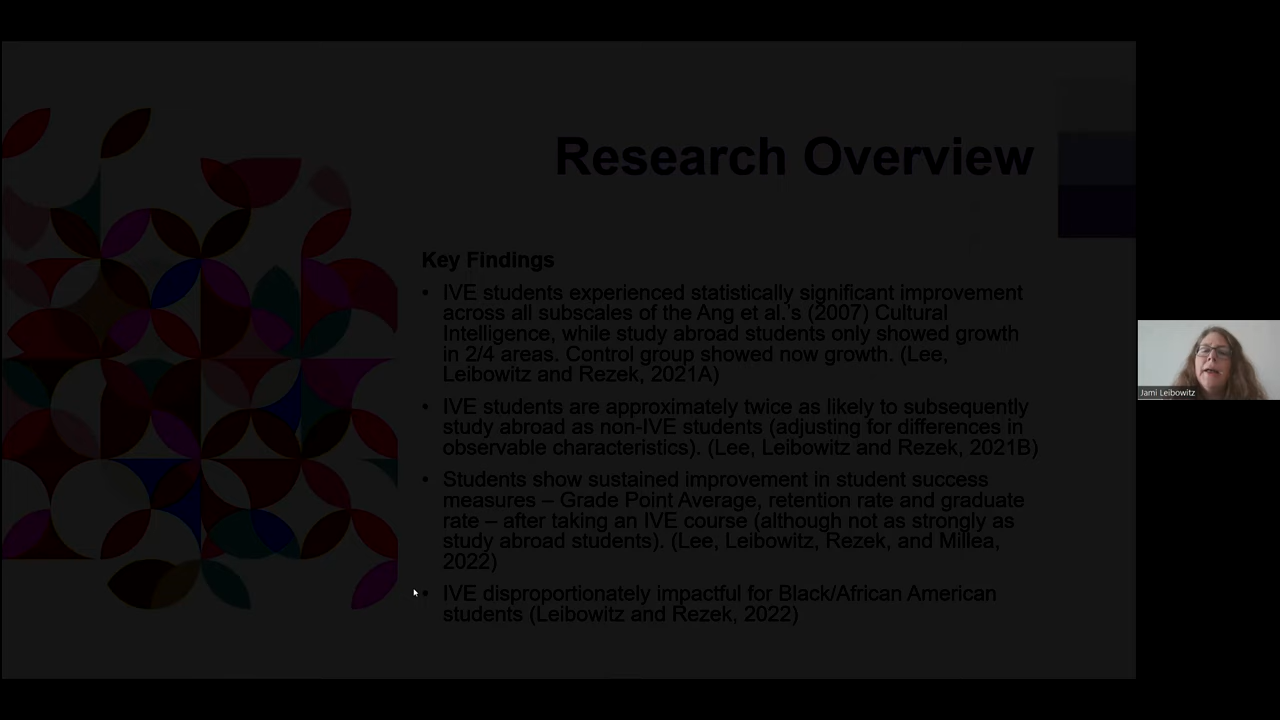 Research Overview
Key Findings
• IVE students experienced statistically significant improvement
across all subscales of the Ang et al.'s (2007) Cultural
Intelligence, while study abroad students only showed growth
in 2/4 areas. Control group showed now growth. (Lee,
Leibowitz and Rezek, 2021A)
• IVE students are approximately twice as likely to subsequently
study abroad as non-IVE students (adjusting for differences in
observable characteristics). (Lee, Leibowitz and Rezek, 2021B)
• Students show sustained improvement in student success
measures – Grade Point Average, retention rate and graduate
rate – after taking an IVE course (although not as strongly as
study abroad students). (Lee, Leibowitz, Rezek, and Millea,
2022)
• IVE disproportionately impactful for Black/African American
students (Leibowitz and Rezek, 2022)
Jami Leibowitz